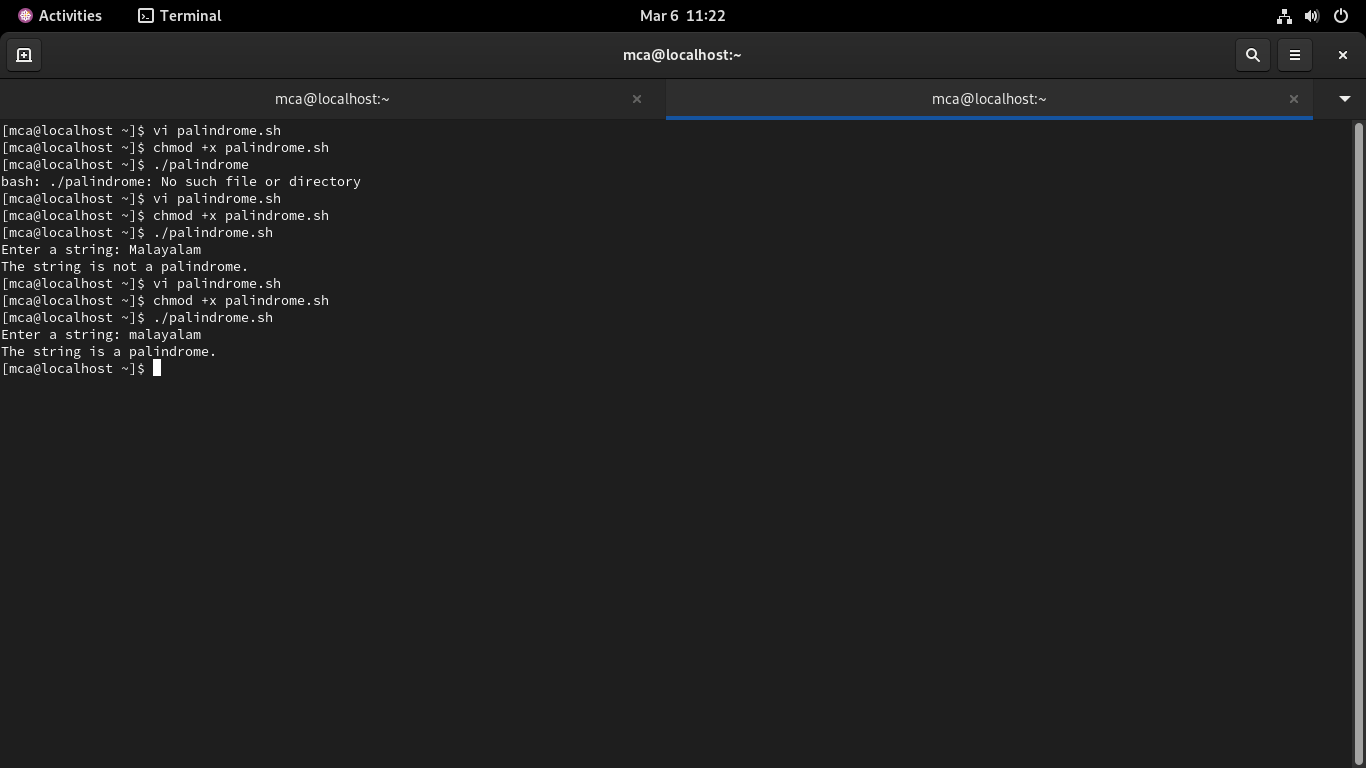 Activities Terminal Mar 6 11:22
mca@localhost:~
mca@localhost:~ mca@localhost:~
[mca@localhost ~]$ vi palindrome.sh
[mca@localhost ~]$ chmod +x palindrome.sh
[mca@localhost ~]$ ./palindrome
bash: ./palindrome: No such file or directory
[mca@localhost ~]$ vi palindrome.sh
[mca@localhost ~]$ chmod +x palindrome.sh
[mca@localhost ~]$ ./palindrome.sh
Enter a string: Malayalam
The string is not a palindrome.
[mca@localhost ~]$ vi palindrome.sh
[mca@localhost ~]$ chmod +x palindrome.sh
[mca@localhost ~]$ ./palindrome.sh
Enter a string: malayalam
The string is a palindrome.
[mca@localhost ~]$